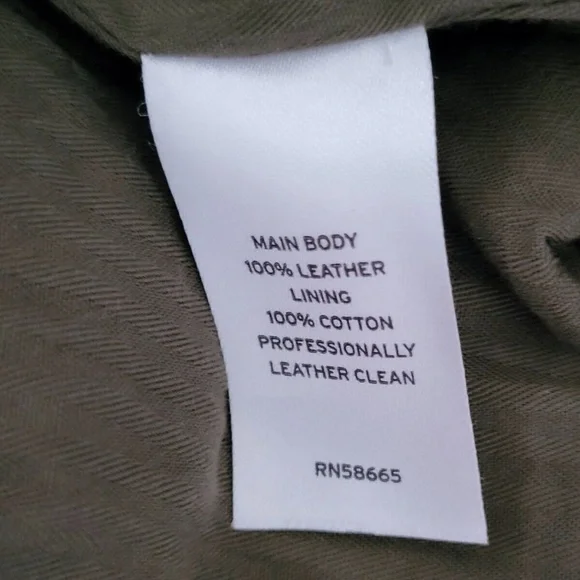 MAIN BODY
100% LEATHER
LINING
100% COTTON
PROFESSIONALLY
LEATHER CLEAN
RN58665